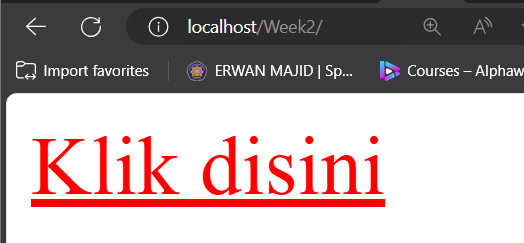 localhost/Week2/
Import favorites
ERWAN MAJID | Sp...
Courses – Alphaw
Klik disini